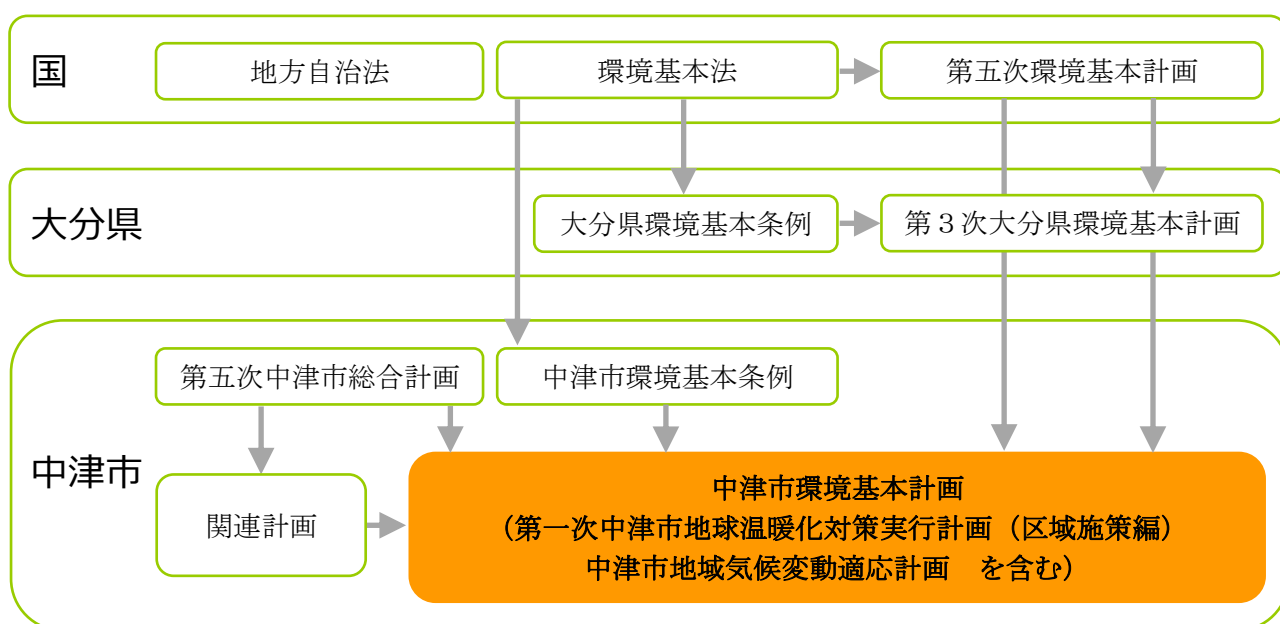 国
地方自治法
環境基本法
第五次環境基本計画
大分県
大分県環境基本条例
第３次大分県環境基本計画
中津市
第五次中津市総合計画
中津市環境基本条例
関連計画
中津市環境基本計画
（第一次中津市地球温暖化対策実行計画（区域施策編）
中津市地域気候変動適応計画　を含む）